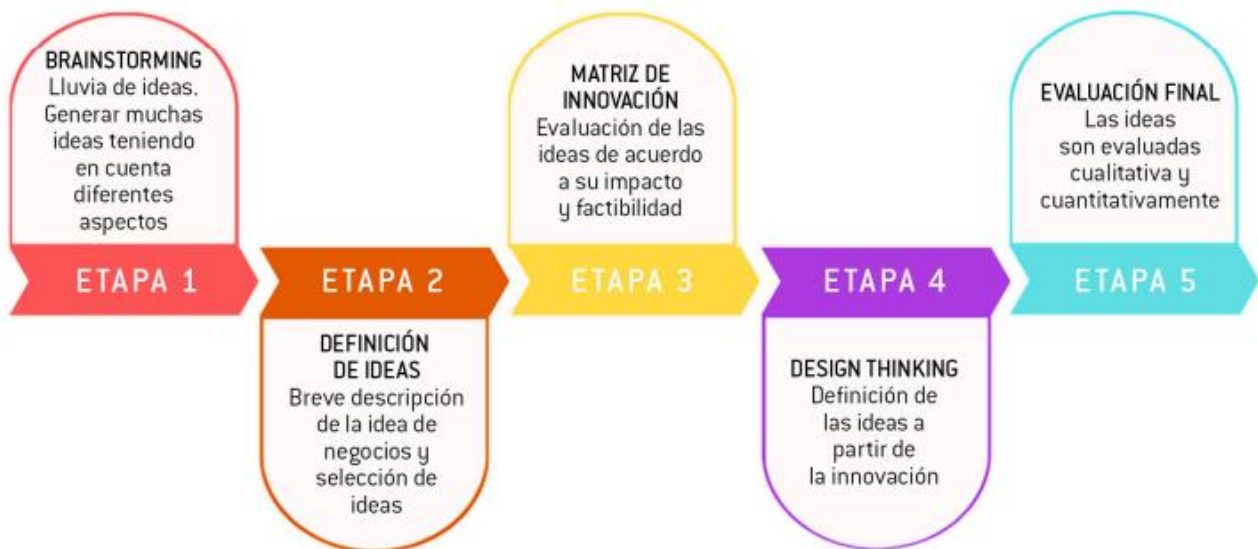 BRAINSTORMING
Lluvia de ideas.
Generar muchas
ideas teniendo
en cuenta
diferentes
aspectos
ETAPA 1
ETAPA 2
DEFINICIÓN
DE IDEAS
Breve descripción
de la idea de
negocios y
selección de
ideas
MATRIZ DE
INNOVACIÓN
Evaluación de las
ideas de acuerdo
a su impacto
y factibilidad
ETAPA 3
ETAPA 4
DESIGN THINKING
Definición de
las ideas a
partir de
la innovación
EVALUACIÓN FINAL
Las ideas
son evaluadas
cualitativa y
cuantitativamente
ETAPA 5